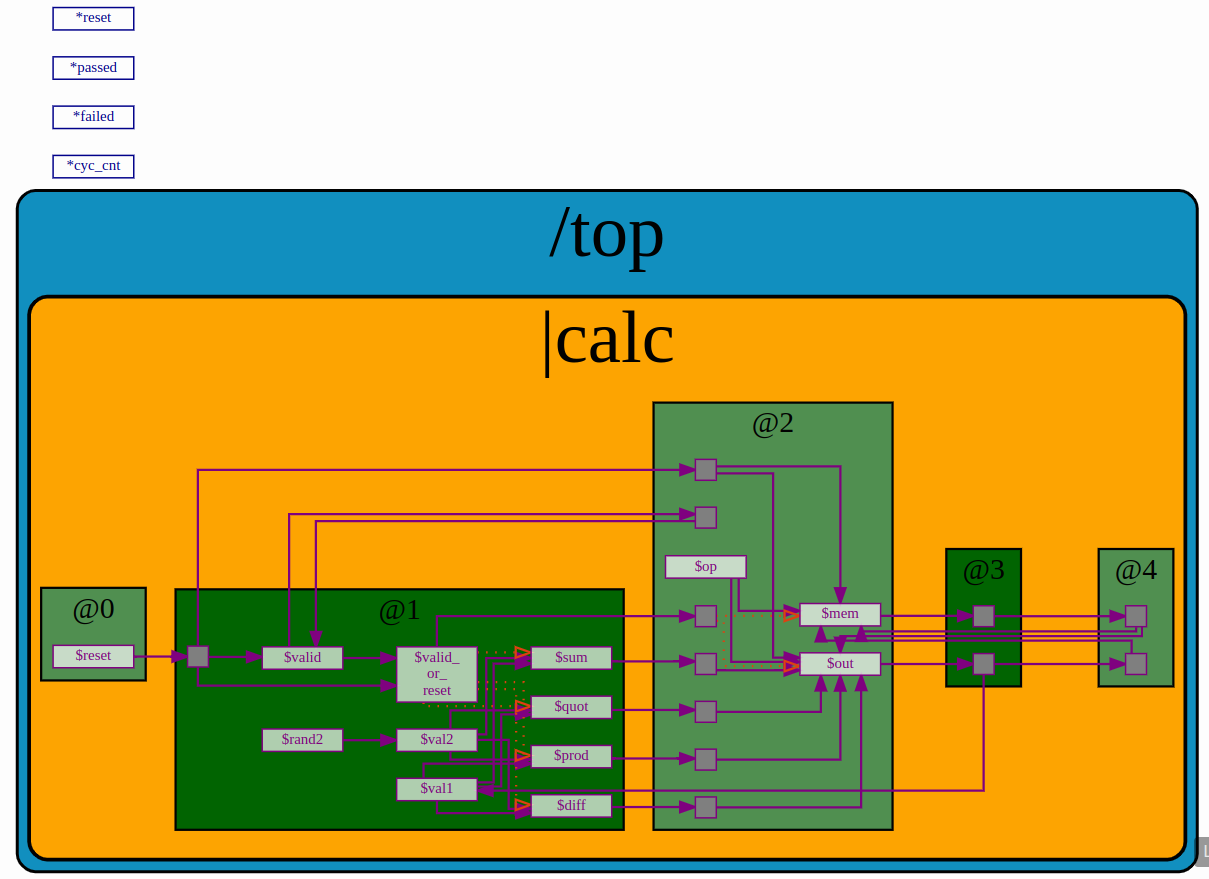 *reset
*passed
*failed
*cyc_cnt
/top
|calc
@2
$op
@0
$reset
@1
$valid
$valid_
or_
reset
$sum
$quot
$rand2
$val2
$prod
$val1
$diff
$mem
$out
@3
@4
L